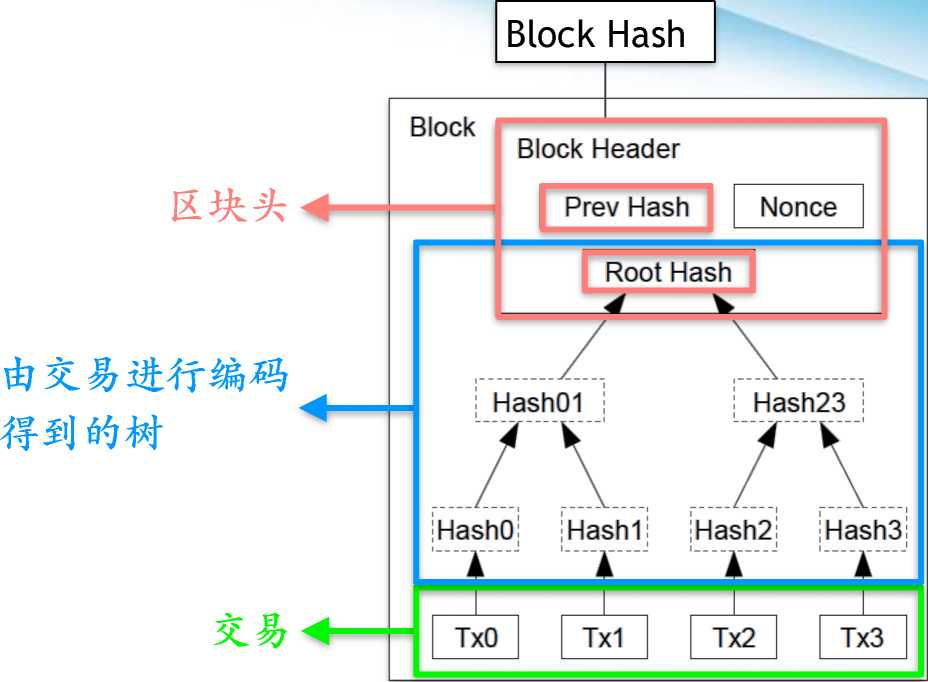 Block Hash
Block
Block Header
区块头
Prev Hash
Nonce
Root Hash
由交易进行编码
得到的树
Hash01
Hash23
Hash0
Hash1
Hash2
Hash3
交易
Tx0
Tx1
Tx2
Tx3